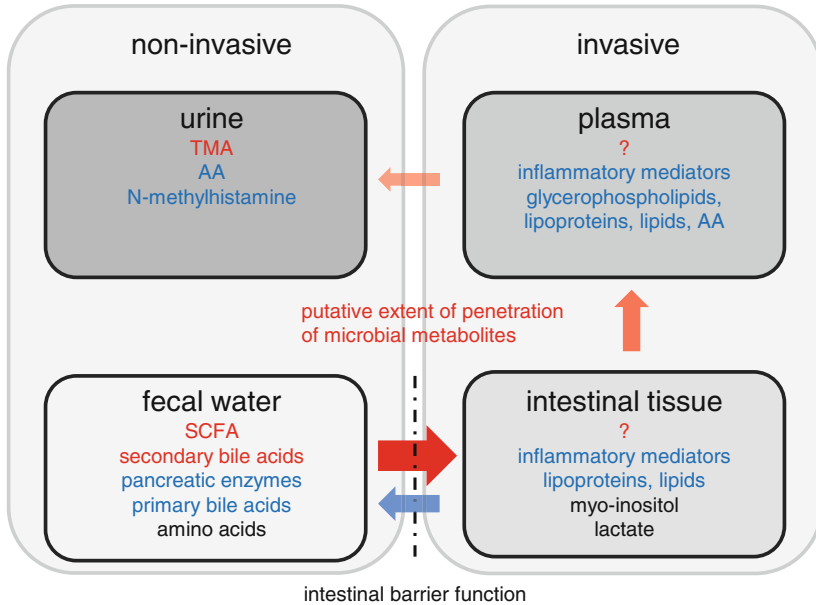 non-invasive
invasive
urine
TMA
AA
N-methylhistamine
plasma
?
inflammatory mediators
glycerophospholipids,
lipoproteins, lipids, AA
putative extent of penetration
of microbial metabolites
fecal water
SCFA
secondary bile acids
pancreatic enzymes
primary bile acids
amino acids
intestinal tissue
?
inflammatory mediators
lipoproteins, lipids
myo-inositol
lactate
intestinal barrier function